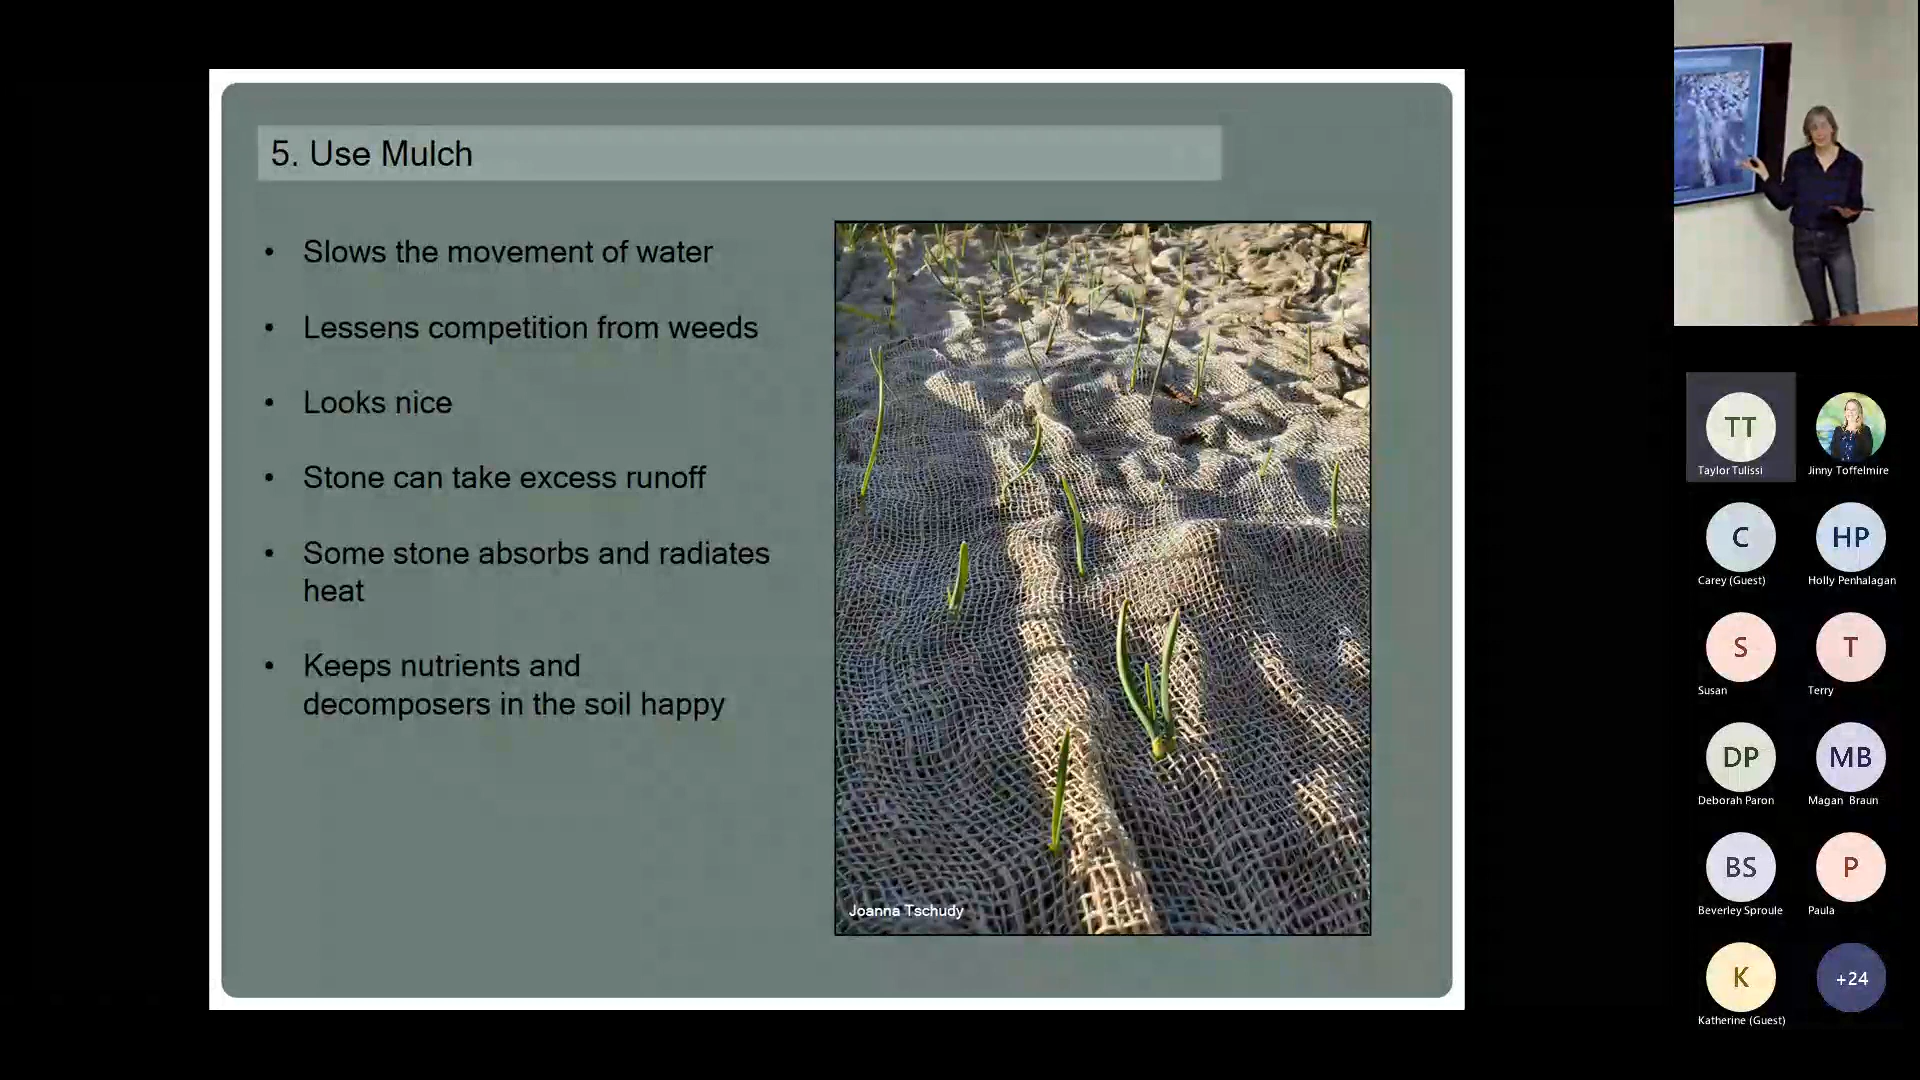 5. Use Mulch
• Slows the movement of water
• Lessens competition from weeds
• Looks nice
• Stone can take excess runoff
• Some stone absorbs and radiates
heat
• Keeps nutrients and
decomposers in the soil happy
Joanna Tschudy
TT
Taylor Tulissi
Jinny Toffelmire
C
Carey (Guest)
HP
Holly Penhalagan
S
Susan
T
Terry
DP
Deborah Paron
MB
Magan Braun
BS
Beverley Sproule
P
Paula
K
Katherine (Guest)
+24